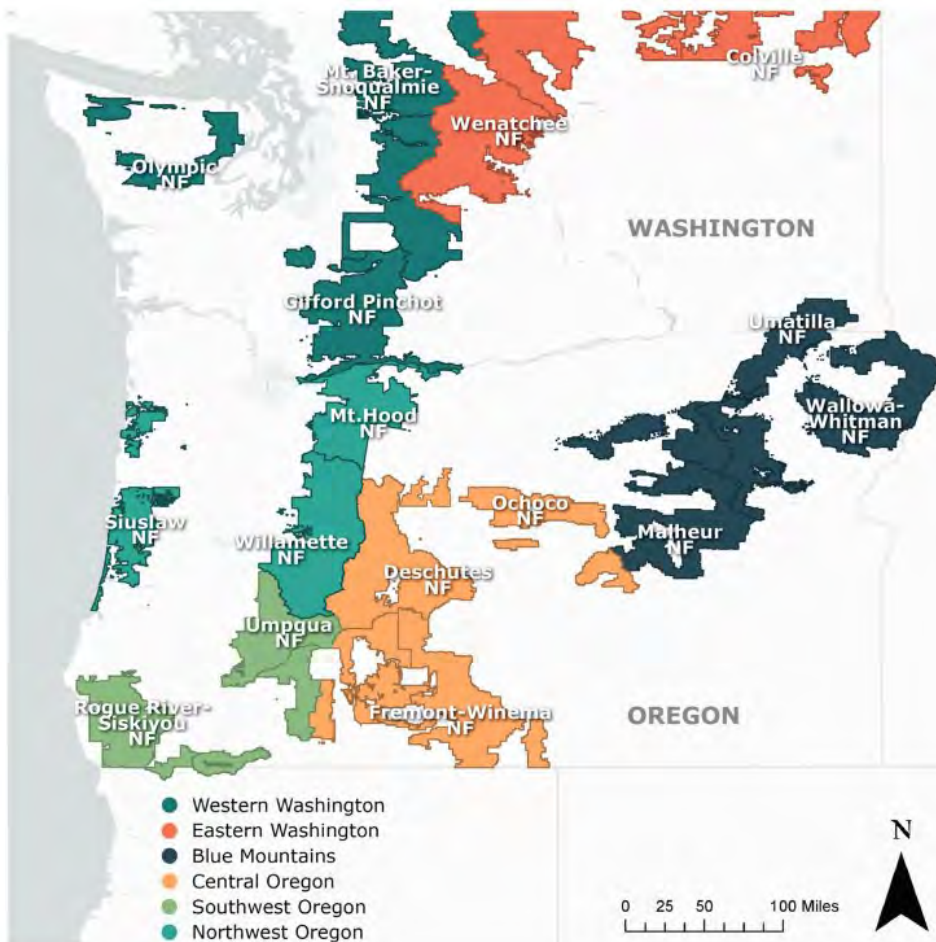 Mt. Baker-
Snoqualmie
NF
Colville
NF
Wenatchee
NF
Olympic
NF
WASHINGTON
Gifford Pinchot
NF
Umatilla
NF
Mt.Hood
NF
Wallowa-
Whitman
NF
Siuslaw
NF
Ochoco
NF
Willamette
NF
Malheur
NF
Deschutes
NF
Umpgua
NF
Rogue River-
Siskiyou
NF
Fremont-Winema
NF
OREGON
Western Washington
Eastern Washington
Blue Mountains
Central Oregon
Southwest Oregon
Northwest Oregon
N
0 25 50 100 Miles